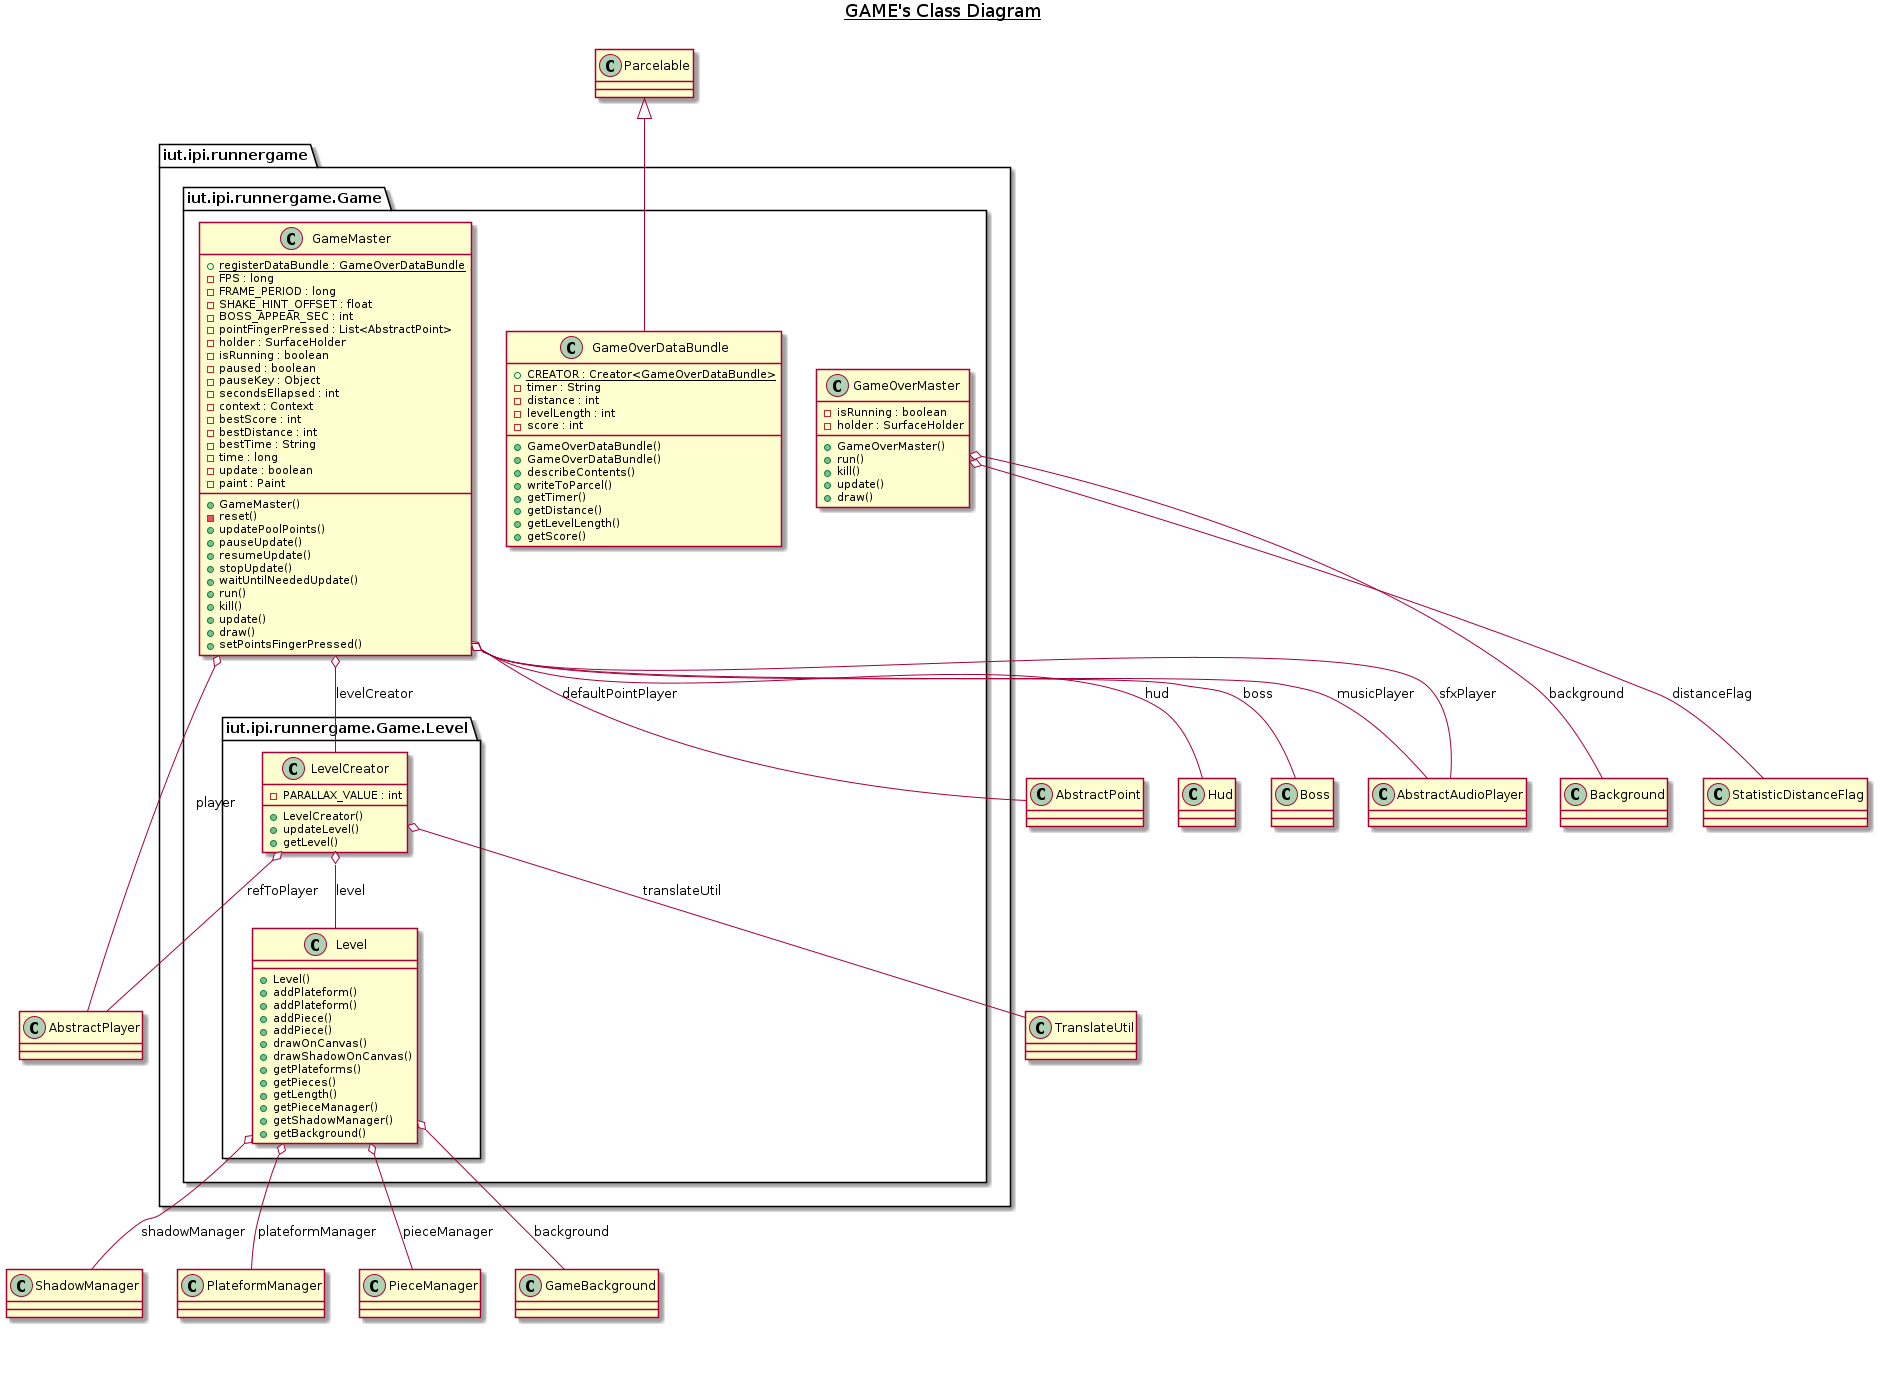 GAME's Class Diagram
C Parcelable
iut.ipi.runnergame
iut.ipi.runnergame.Game
C GameMaster
registerDataBundle : GameOverDataBundle
FPS : long
FRAME_PERIOD : long
SHAKE_HINT_OFFSET : float
BOSS_APPEAR_SEC : int
pointFingerPressed : List<AbstractPoint>
holder : SurfaceHolder
isRunning : boolean
paused : boolean
pauseKey : Object
secondsEllapsed : int
context : Context
bestScore : int
bestDistance : int
bestTime : String
time : long
update : boolean
paint : Paint
GameMaster()
reset()
updatePoolPoints()
pauseUpdate()
resumeUpdate()
stopUpdate()
waitUntilNeededUpdate()
run()
kill()
update()
draw()
setPointsFingerPressed()
C GameOverDataBundle
CREATOR : Creator<GameOverDataBundle>
timer : String
distance : int
levelLength : int
score : int
GameOverDataBundle()
GameOverDataBundle()
describeContents()
writeToParcel()
getTimer()
getDistance()
getLevelLength()
getScore()
C GameOverMaster
isRunning : boolean
holder : SurfaceHolder
GameOverMaster()
run()
kill()
update()
draw()
levelCreator
defaultPointPlayer
hud
boss
musicPlayer
sfxPlayer
background
distanceFlag
iut.ipi.runnergame.Game.Level
C LevelCreator
PARALLAX_VALUE : int
LevelCreator()
updateLevel()
getLevel()
player
C AbstractPoint
C Hud
C Boss
C AbstractAudioPlayer
C Background
C StatisticDistanceFlag
refToPlayer
level
translateUtil
C Level
Level()
addPlateform()
addPlateform()
addPiece()
addPiece()
drawOnCanvas()
drawShadowOnCanvas()
getPlateforms()
getPieces()
getLength()
getPieceManager()
getShadowManager()
getBackground()
C AbstractPlayer
C TranslateUtil
shadowManager
plateformManager
pieceManager
background
C ShadowManager
C PlateformManager
C PieceManager
C GameBackground